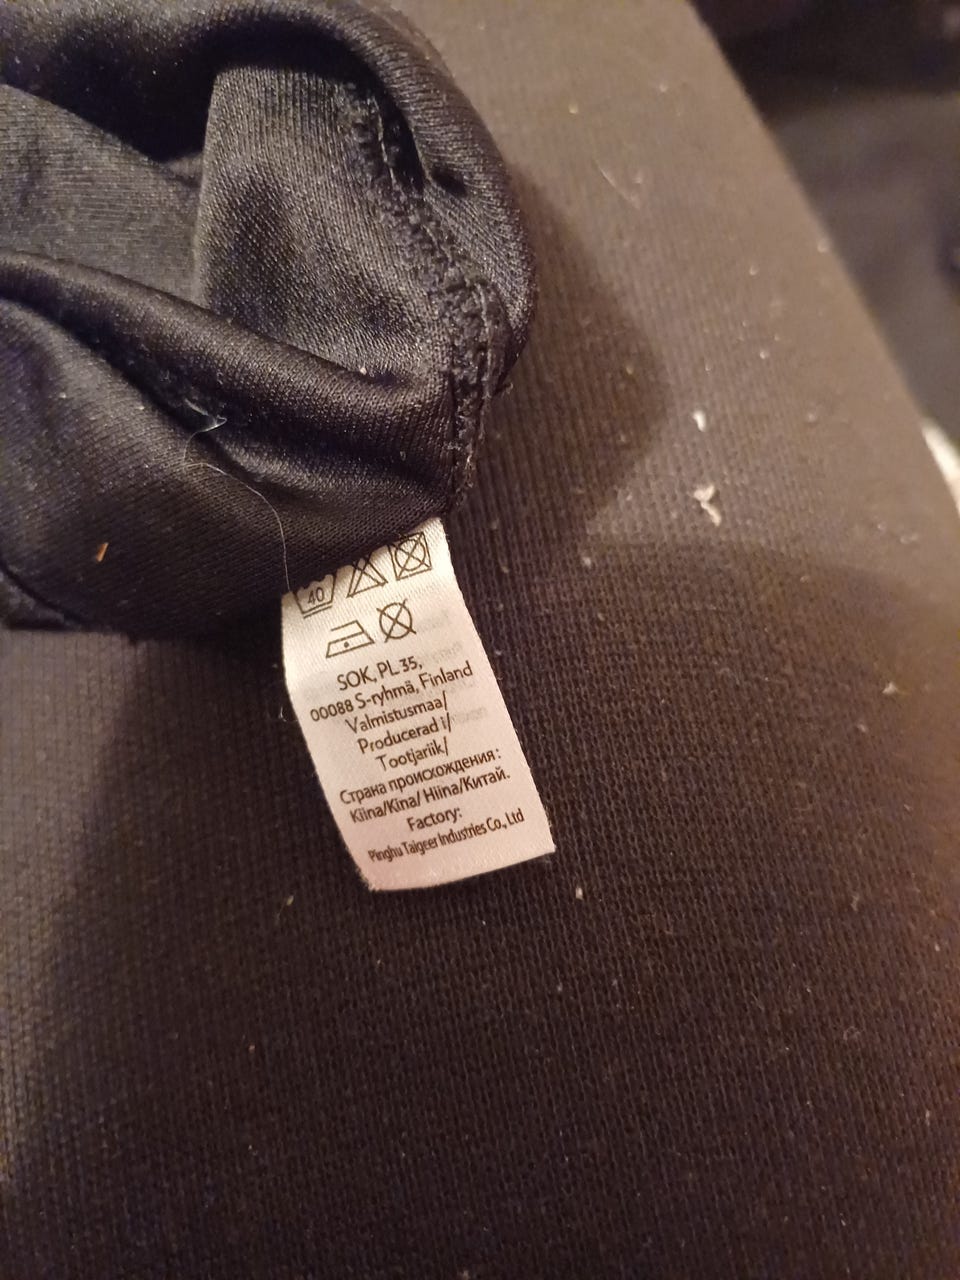 40
SOK, PL 35,
00088 S-ryhmä, Finland
Valmistusmaa/
Producerad i/
Tootjariik/
Страна происхождения:
Kiina/Kina/ Hiina/Китай.
Factory:
Pinghu Taigeer Industries Co., Ltd